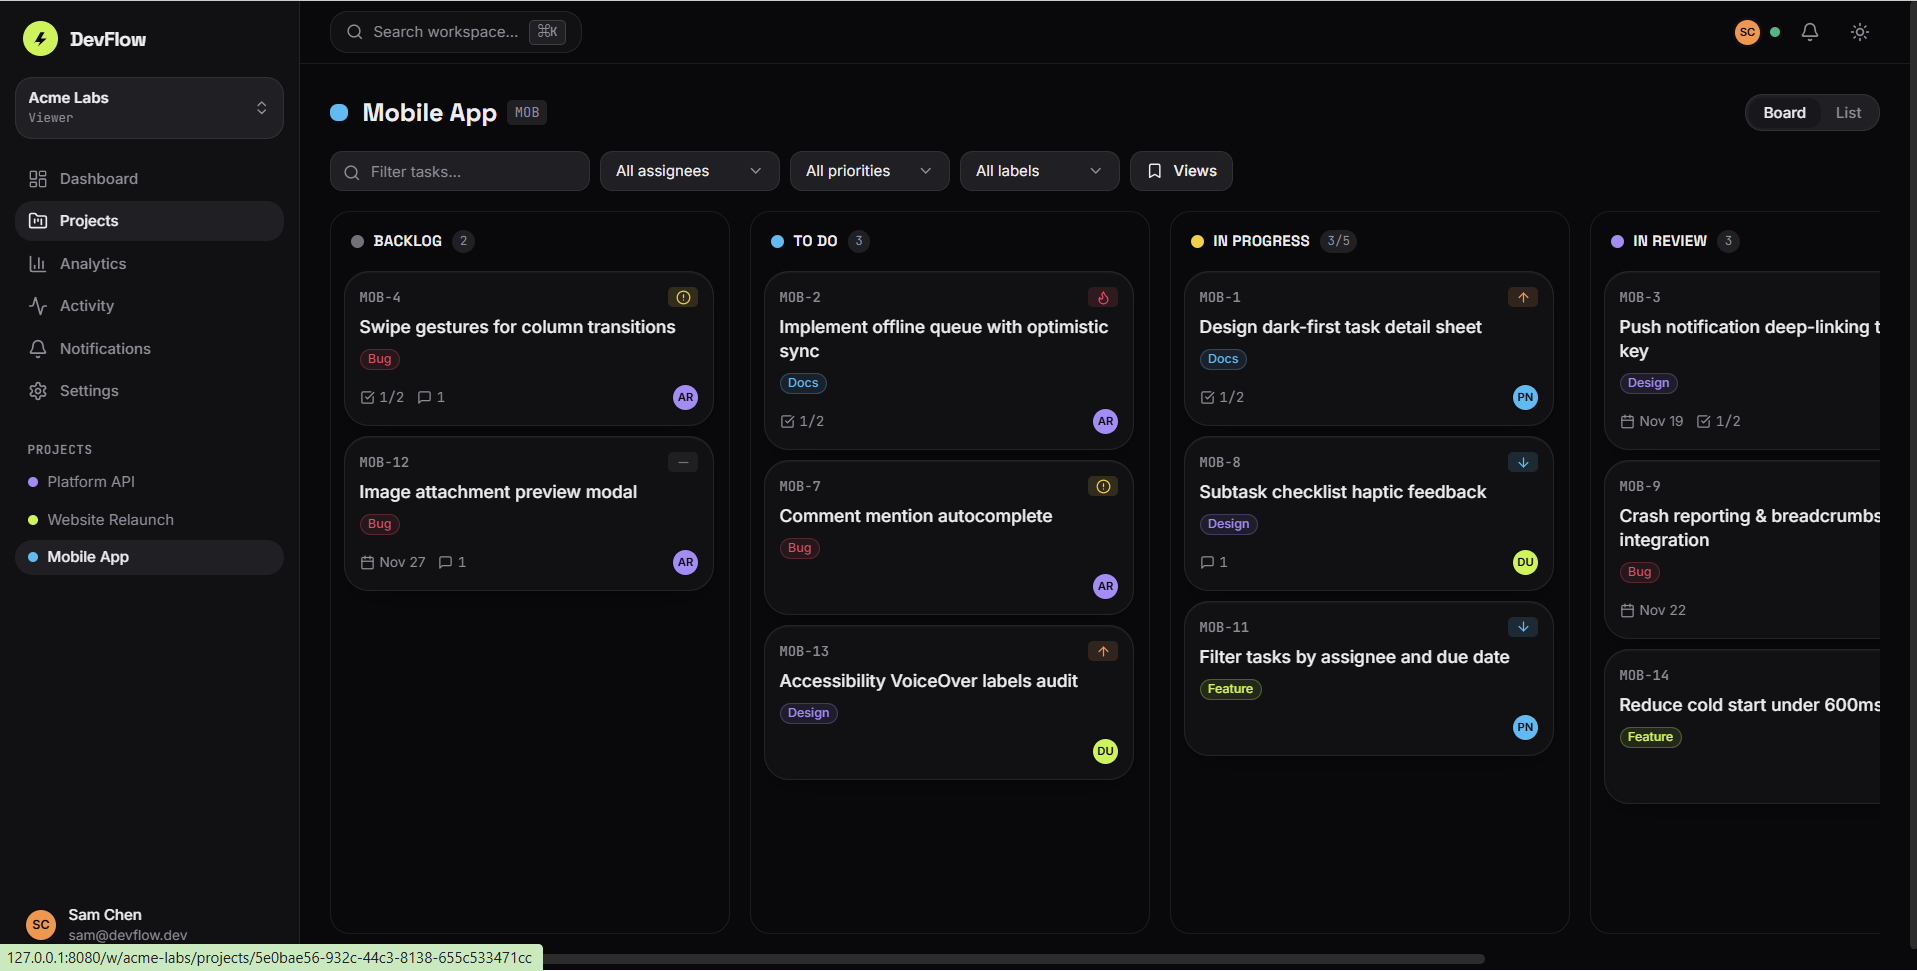 DevFlow
Search workspace... ⌘K
SC
Acme Labs
Viewer
Dashboard
Projects
Analytics
Activity
Notifications
Settings
PROJECTS
Platform API
Website Relaunch
Mobile App
SC
Sam Chen
sam@devflow.dev
127.0.0.1:8080/w/acme-labs/projects/5e0bae56-932c-44c3-8138-655c533471cc
Mobile App MOB
Board List
Filter tasks...
All assignees
All priorities
All labels
Views
BACKLOG 2
MOB-4
Swipe gestures for column transitions
Bug
1/2 1
AR
MOB-12
Image attachment preview modal
Bug
Nov 27 1
AR
TO DO 3
MOB-2
Implement offline queue with optimistic
sync
Docs
1/2
AR
MOB-7
Comment mention autocomplete
Bug
AR
MOB-13
Accessibility VoiceOver labels audit
Design
DU
IN PROGRESS 3/5
MOB-1
Design dark-first task detail sheet
Docs
1/2
PN
MOB-8
Subtask checklist haptic feedback
Design
1
DU
MOB-11
Filter tasks by assignee and due date
Feature
PN
IN REVIEW 3
MOB-3
Push notification deep-linking
key
Design
Nov 19 1/2
MOB-9
Crash reporting & breadcrumbs
integration
Bug
Nov 22
MOB-14
Reduce cold start under 600ms
Feature